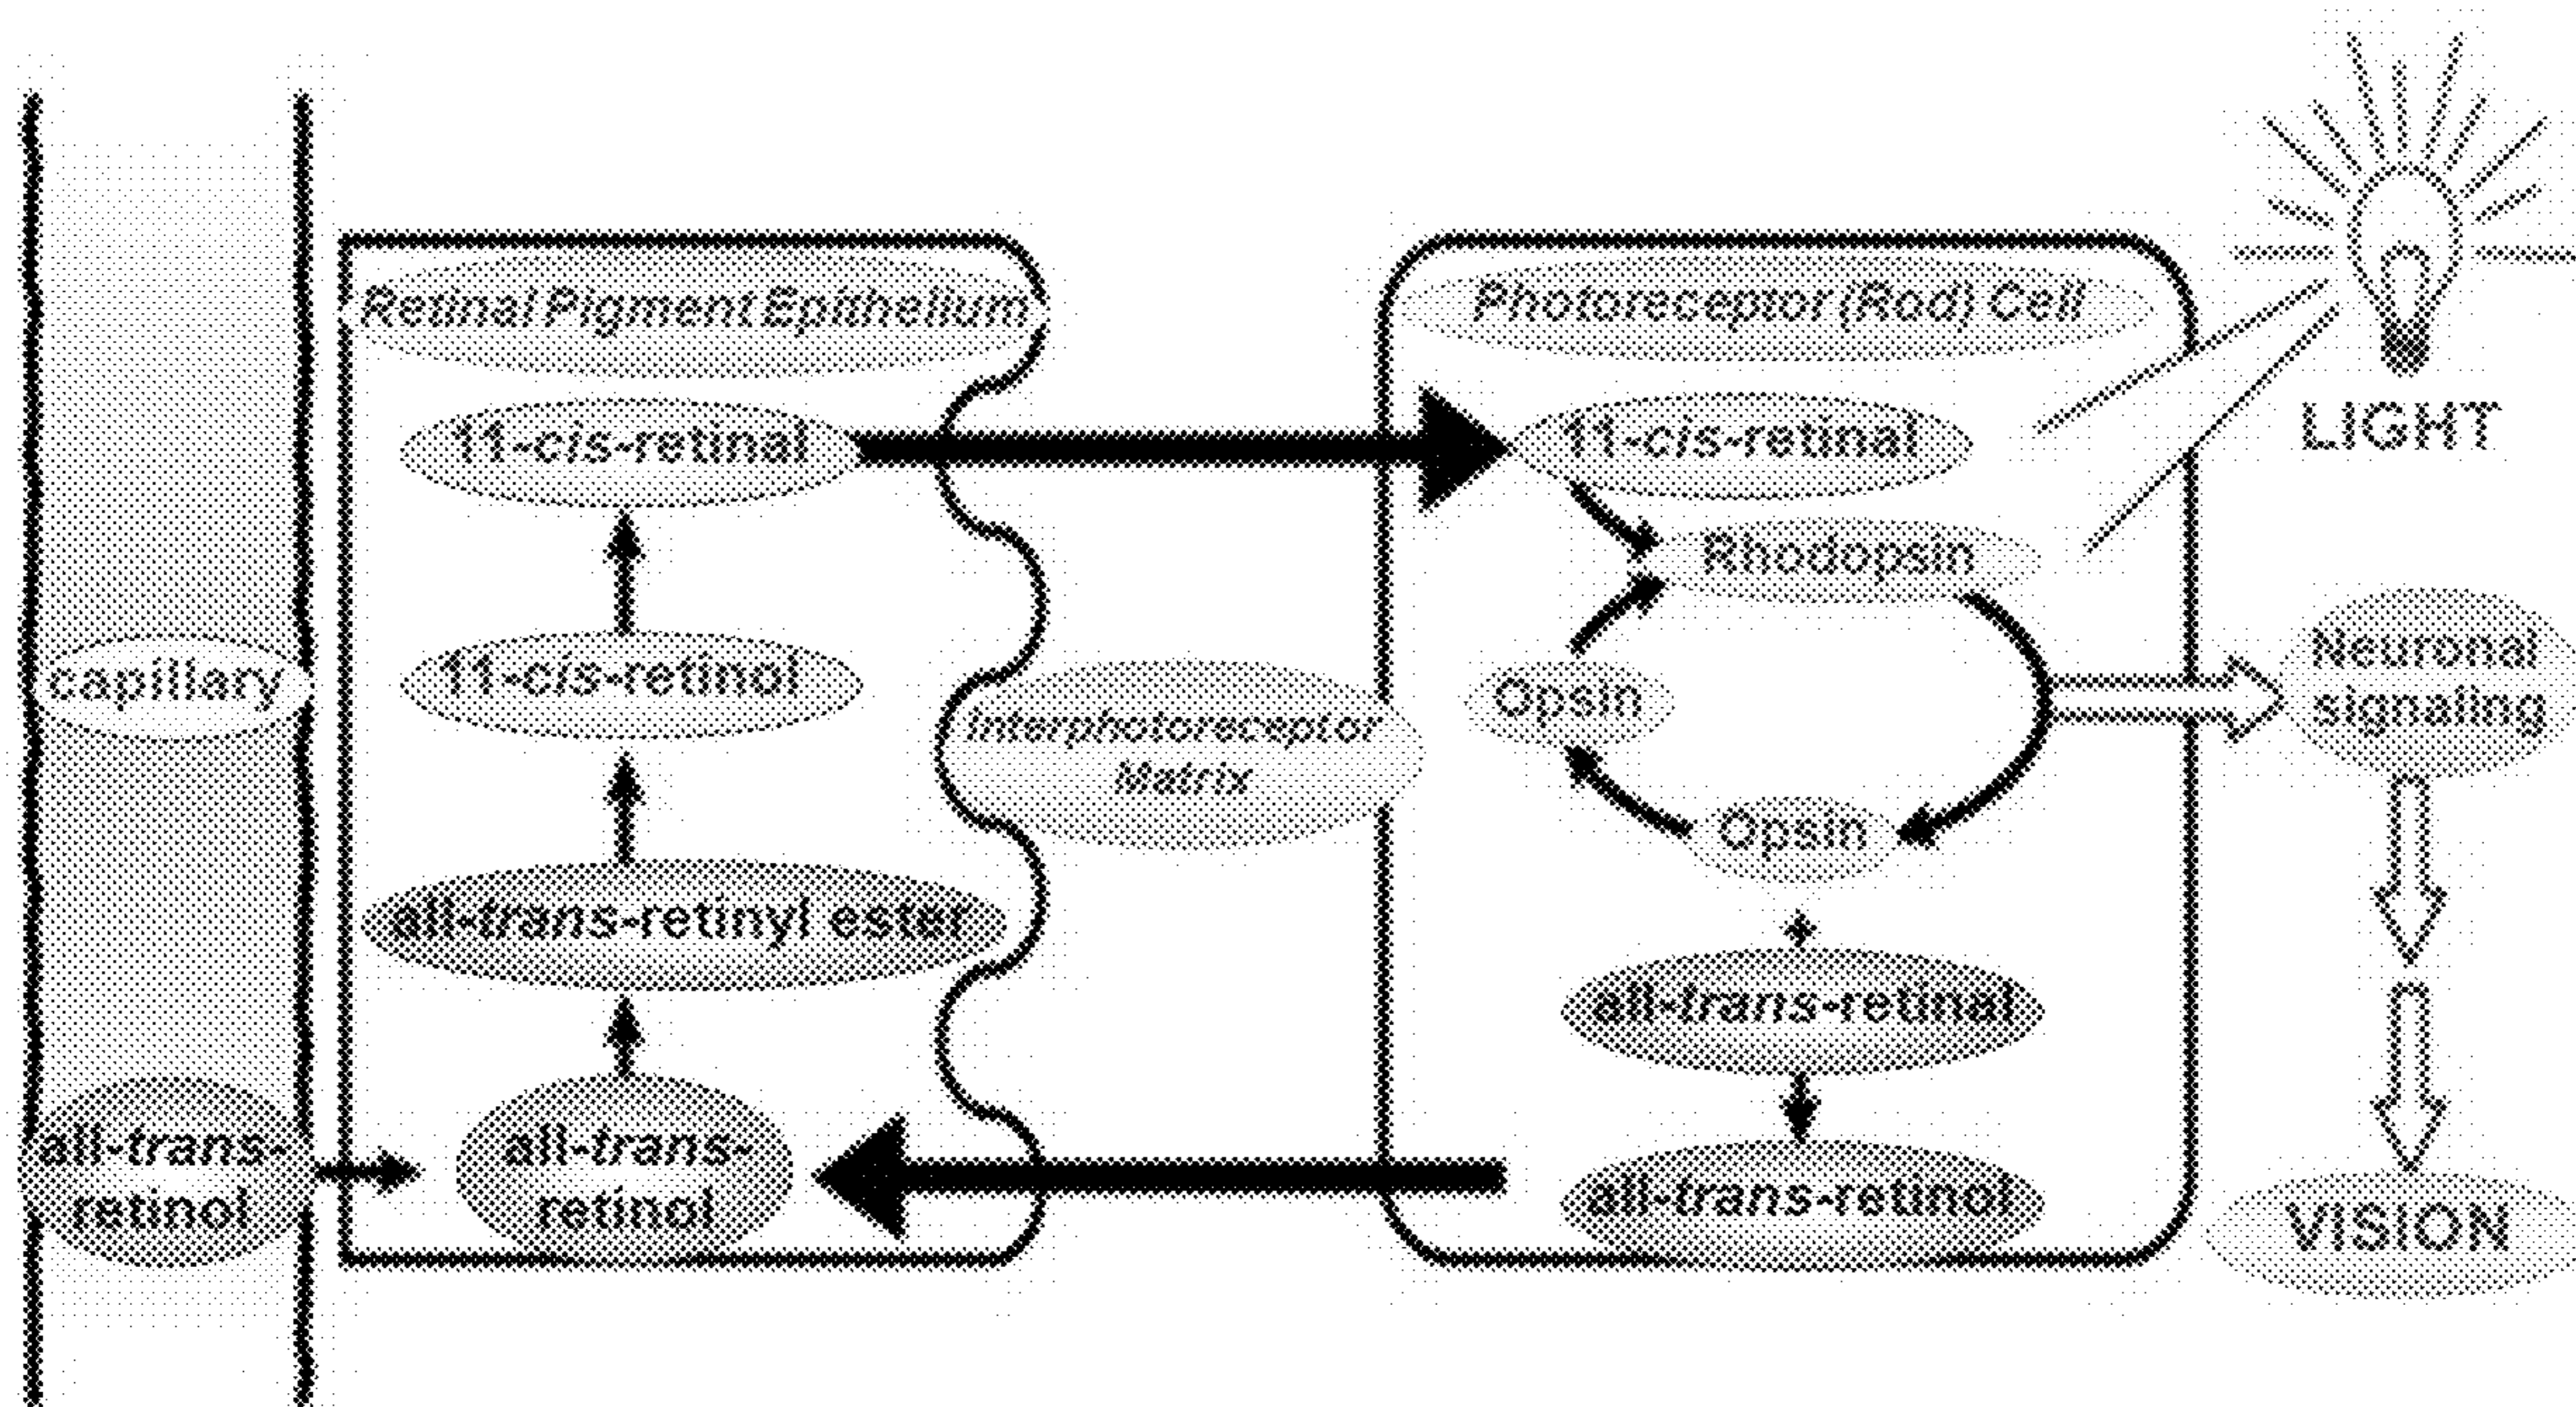 Retinal Pigment Epithelium
Photoreceptor (Rod) Cell
LIGHT
11-cis-retinal
11-cis-retinal
Rhodopsin
capillary
11-cis-retinol
Interphotoreceptor
Matrix
Opsin
Neuronal
signaling
Opsin
all-trans-retinyl ester
+
all-trans-retinal
all-trans-
retinol
all-trans-
retinol
all-trans-retinol
VISION